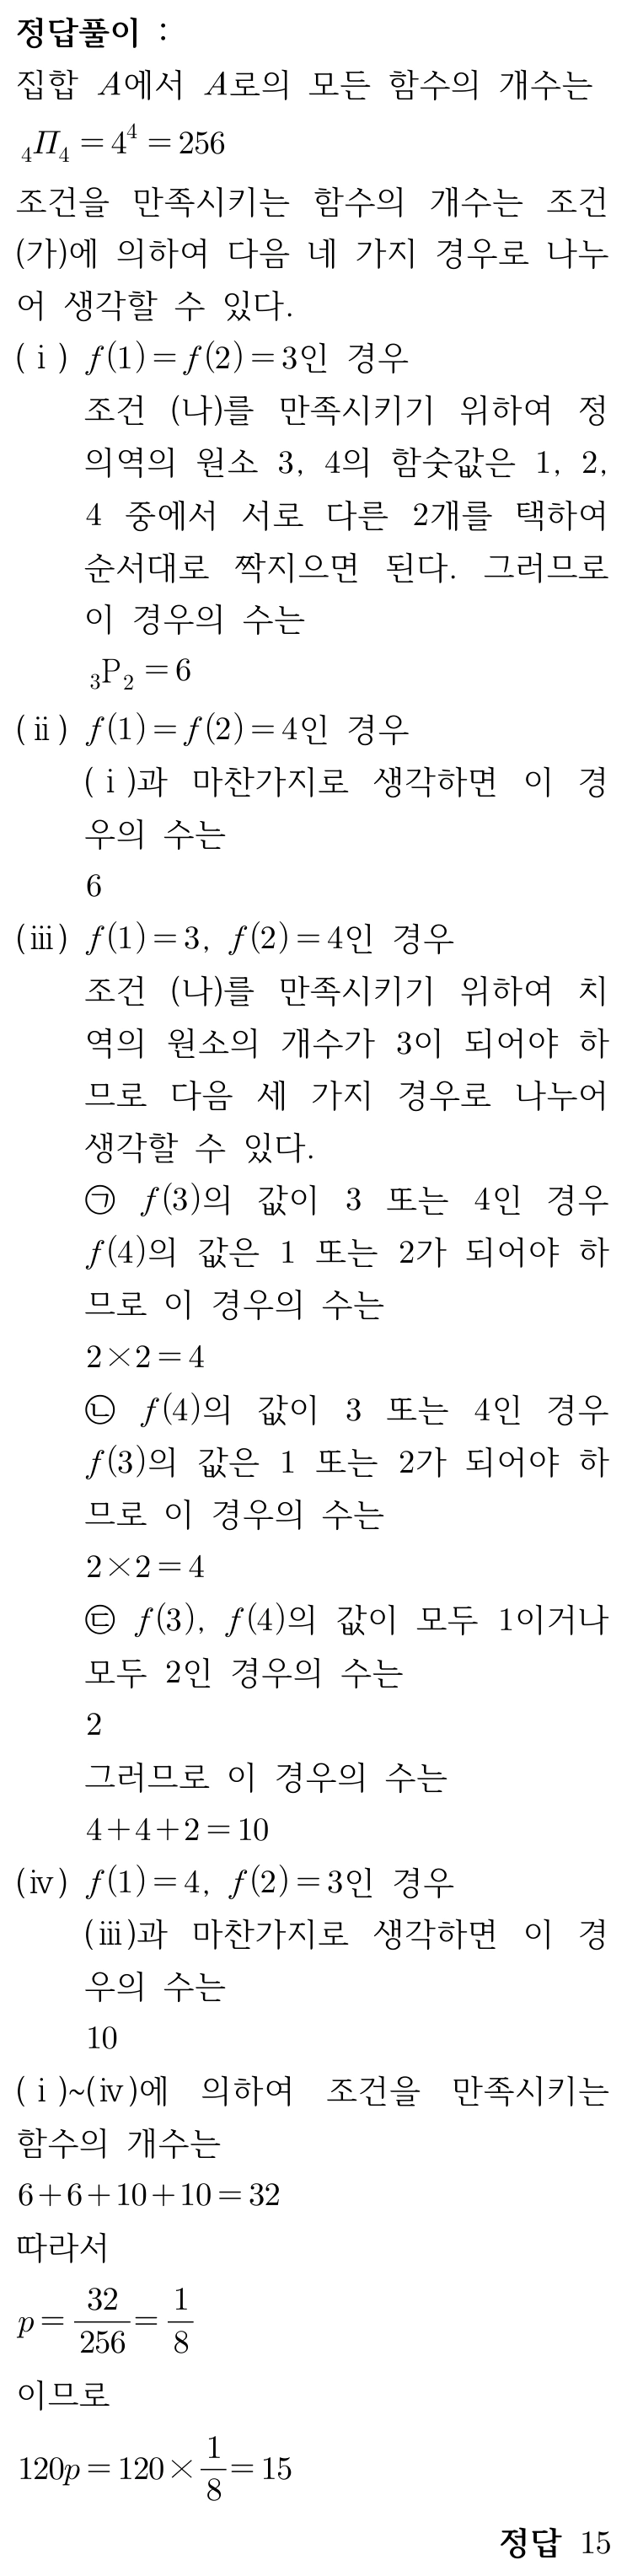 정답풀이 :
집합 A에서 A로의 모든 함수의 개수는
₄Π₄ = 4⁴ = 256
조건을 만족시키는 함수의 개수는 조건
(가)에 의하여 다음 네 가지 경우로 나누
어 생각할 수 있다.
(ⅰ) f(1) = f(2) = 3인 경우
조건 (나)를 만족시키기 위하여 정
의역의 원소 3, 4의 함숫값은 1, 2,
4 중에서 서로 다른 2개를 택하여
순서대로 짝지으면 된다. 그러므로
이 경우의 수는
₃P₂ = 6
(ⅱ) f(1) = f(2) = 4인 경우
(ⅰ)과 마찬가지로 생각하면 이 경
우의 수는
6
(ⅲ) f(1) = 3, f(2) = 4인 경우
조건 (나)를 만족시키기 위하여 치
역의 원소의 개수가 3이 되어야 하
므로 다음 세 가지 경우로 나누어
생각할 수 있다.
㉠ f(3)의 값이 3 또는 4인 경우
f(4)의 값은 1 또는 2가 되어야 하
므로 이 경우의 수는
2×2 = 4
㉡ f(4)의 값이 3 또는 4인 경우
f(3)의 값은 1 또는 2가 되어야 하
므로 이 경우의 수는
2×2 = 4
㉢ f(3), f(4)의 값이 모두 1이거나
모두 2인 경우의 수는
2
그러므로 이 경우의 수는
4+4+2 = 10
(ⅳ) f(1) = 4, f(2) = 3인 경우
(ⅲ)과 마찬가지로 생각하면 이 경
우의 수는
10
(ⅰ)~(ⅳ)에 의하여 조건을 만족시키는
함수의 개수는
6+6+10+10 = 32
따라서
p = 32/256 = 1/8
이므로
120p = 120 × 1/8 = 15
정답 15